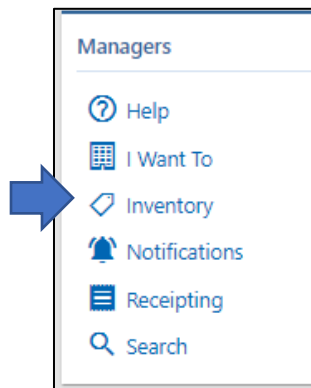 Managers
Help
I Want To
Inventory
Notifications
Receipting
Search